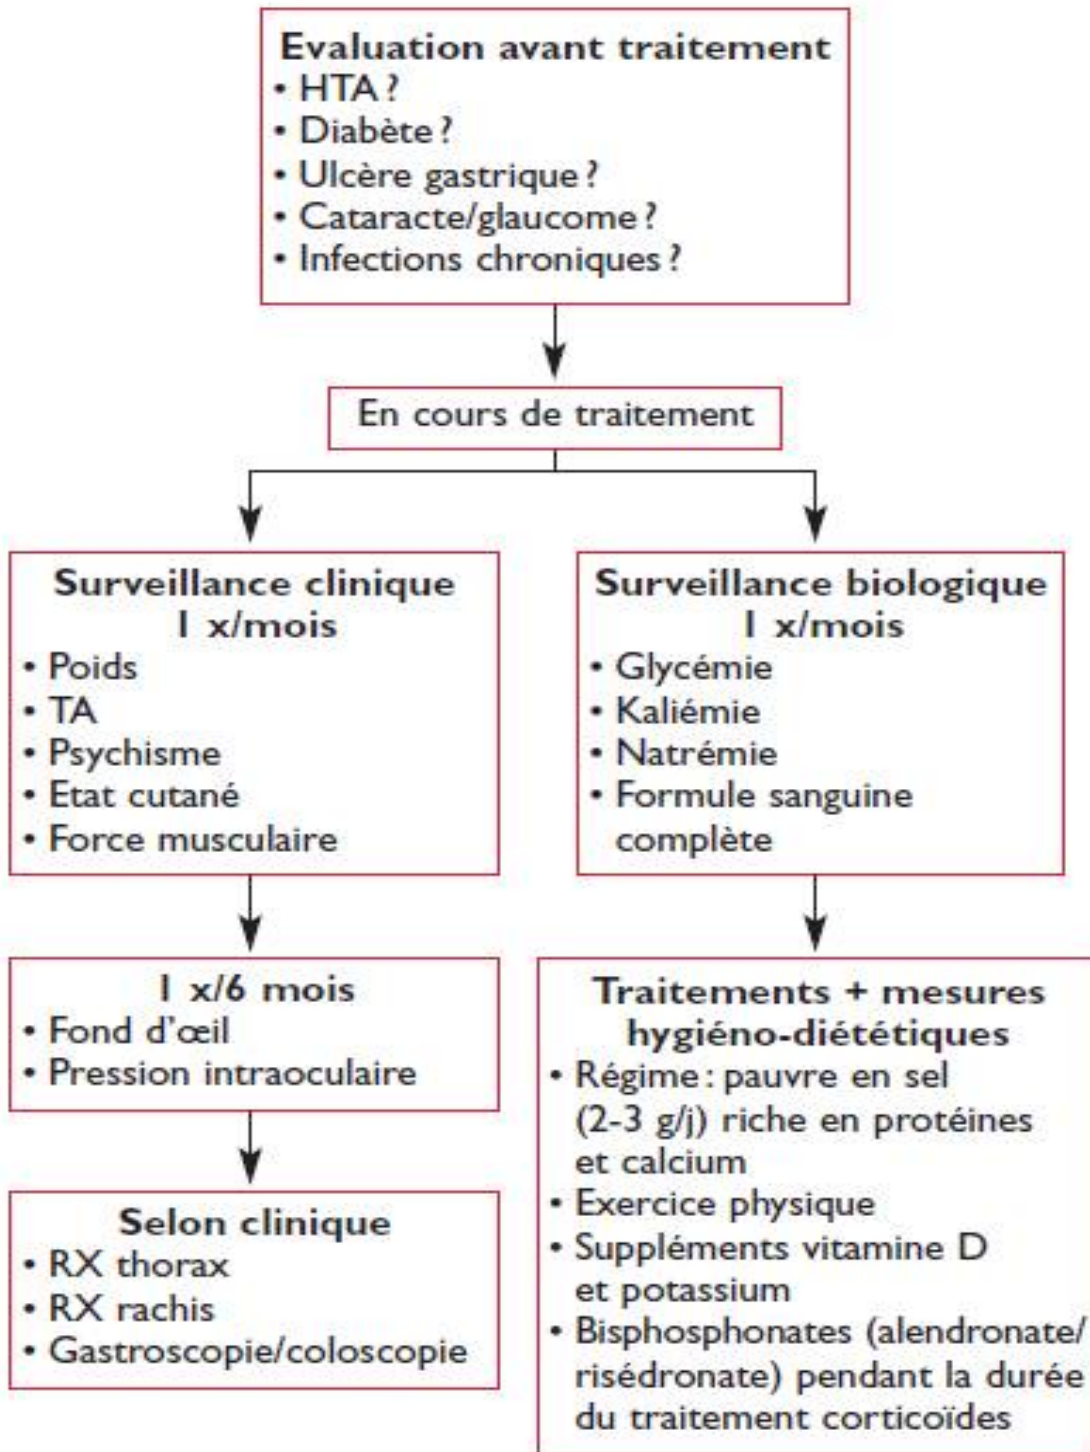 Evaluation avant traitement
• HTA ?
• Diabète ?
• Ulcère gastrique ?
• Cataracte/glaucome ?
• Infections chroniques ?
En cours de traitement
Surveillance clinique
1 x/mois
• Poids
• TA
• Psychisme
• Etat cutané
• Force musculaire
Surveillance biologique
1 x/mois
• Glycémie
• Kaliémie
• Natrémie
• Formule sanguine
complète
1 x/6 mois
• Fond d'œil
• Pression intraoculaire
Selon clinique
• RX thorax
• RX rachis
• Gastroscopie/coloscopie
Traitements + mesures
hygiéno-diététiques
• Régime : pauvre en sel
(2-3 g/j) riche en protéines
et calcium
• Exercice physique
• Suppléments vitamine D
et potassium
• Bisphosphonates (alendronate/
risédronate) pendant la durée
du traitement corticoïdes